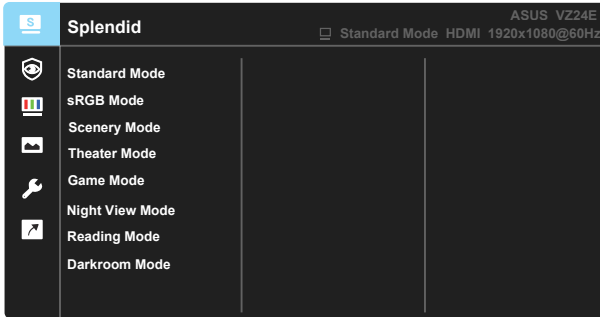 S
Splendid
ASUS VZ24E
Standard Mode HDMI 1920x1080@60Hz
Standard Mode
sRGB Mode
Scenery Mode
Theater Mode
Game Mode
Night View Mode
Reading Mode
Darkroom Mode